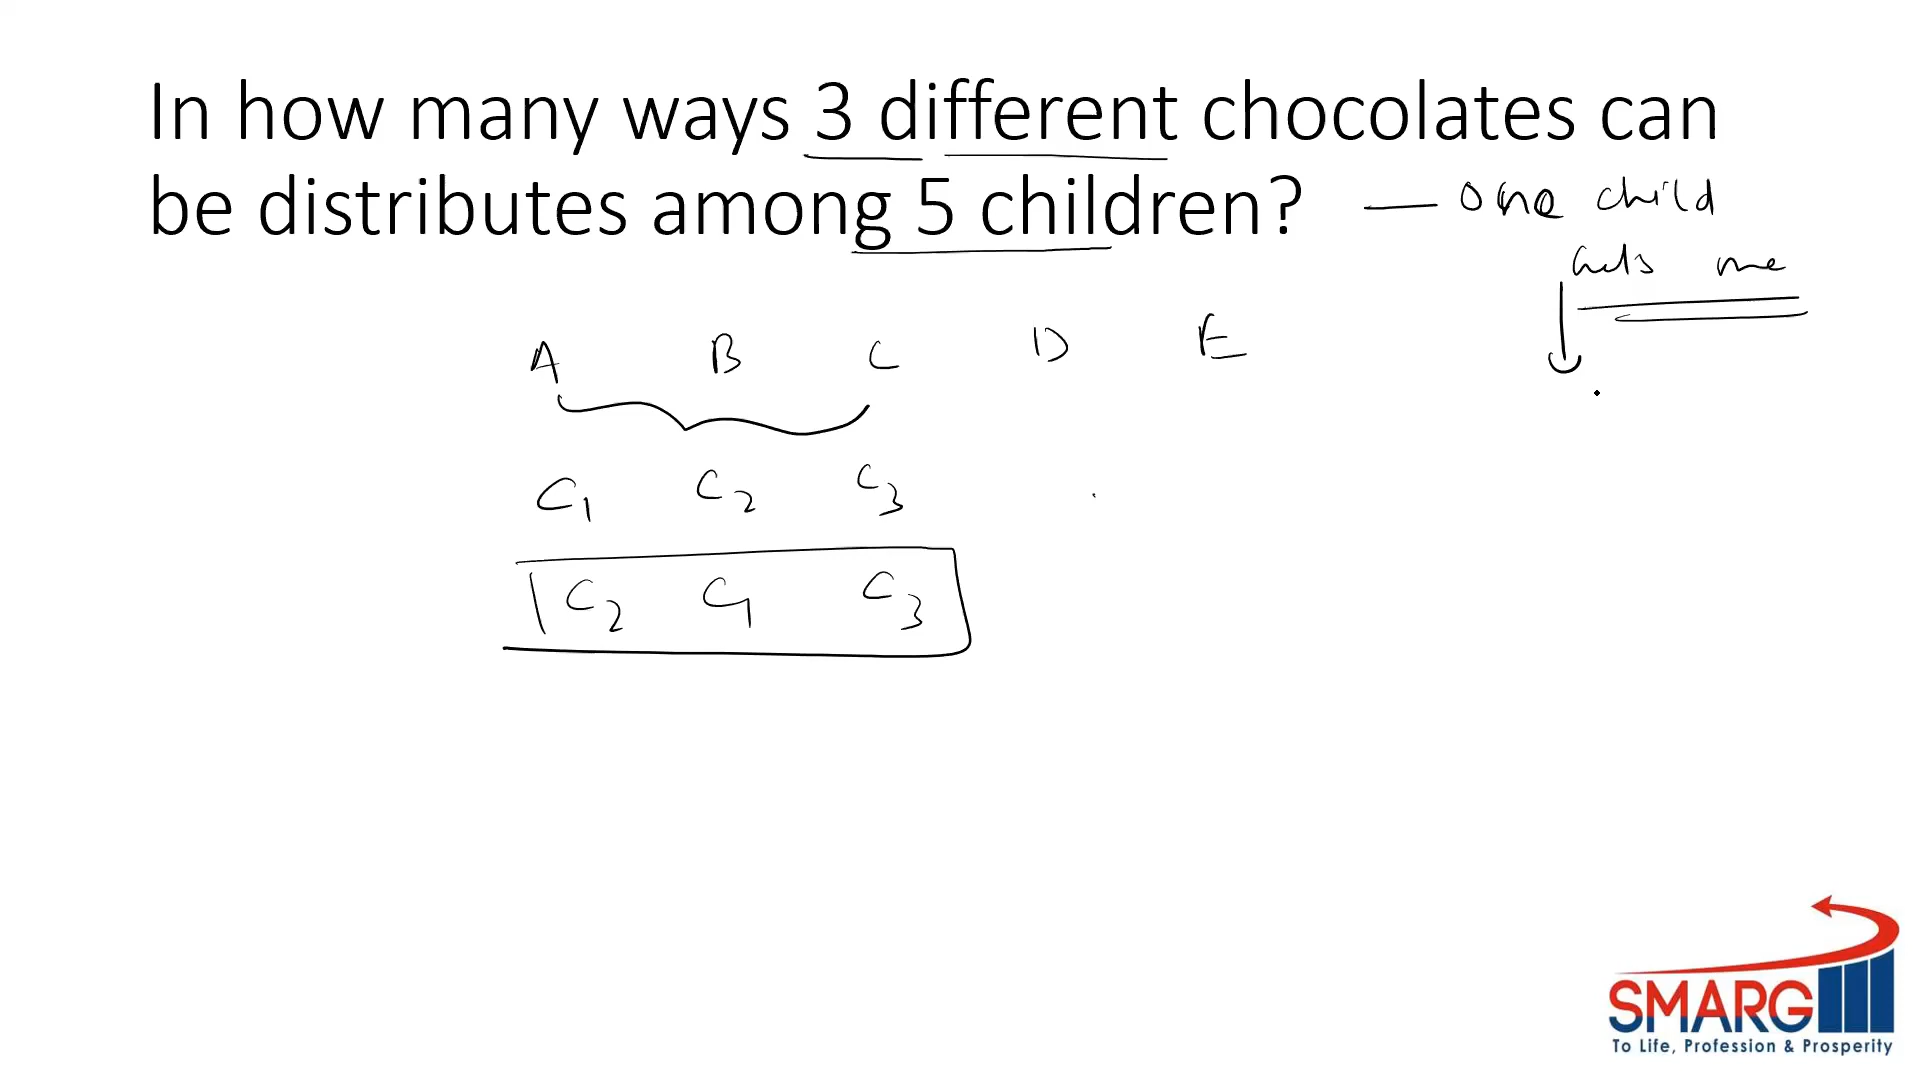 In how many ways 3 different chocolates can
be distributes among 5 children? — one child
gets one
A B C D E
C1 C2 C3
C2 C1 C3
SMARG
To Life, Profession & Prosperity